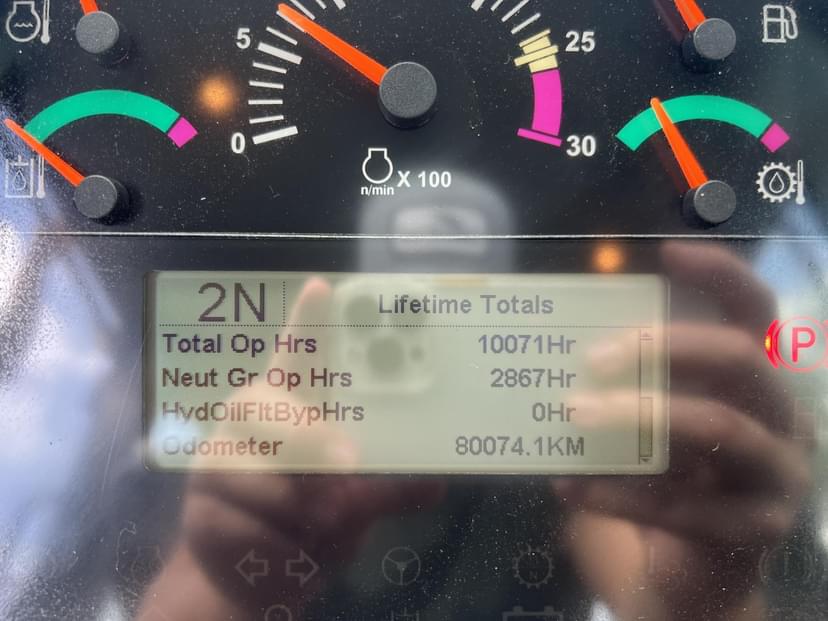 5
25
0
30
n/min X 100
2N Lifetime Totals
Total Op Hrs 10071Hr
Neut Gr Op Hrs 2867Hr
HydOilFltBypHrs 0Hr
Odometer 80074.1KM
P